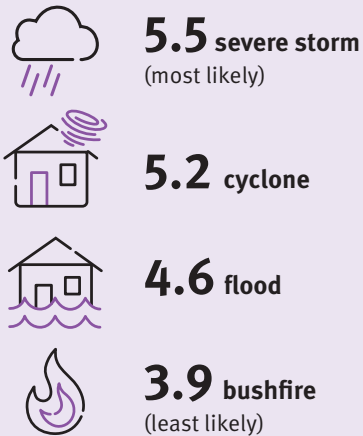 5.5 severe storm
(most likely)
5.2 cyclone
4.6 flood
3.9 bushfire
(least likely)